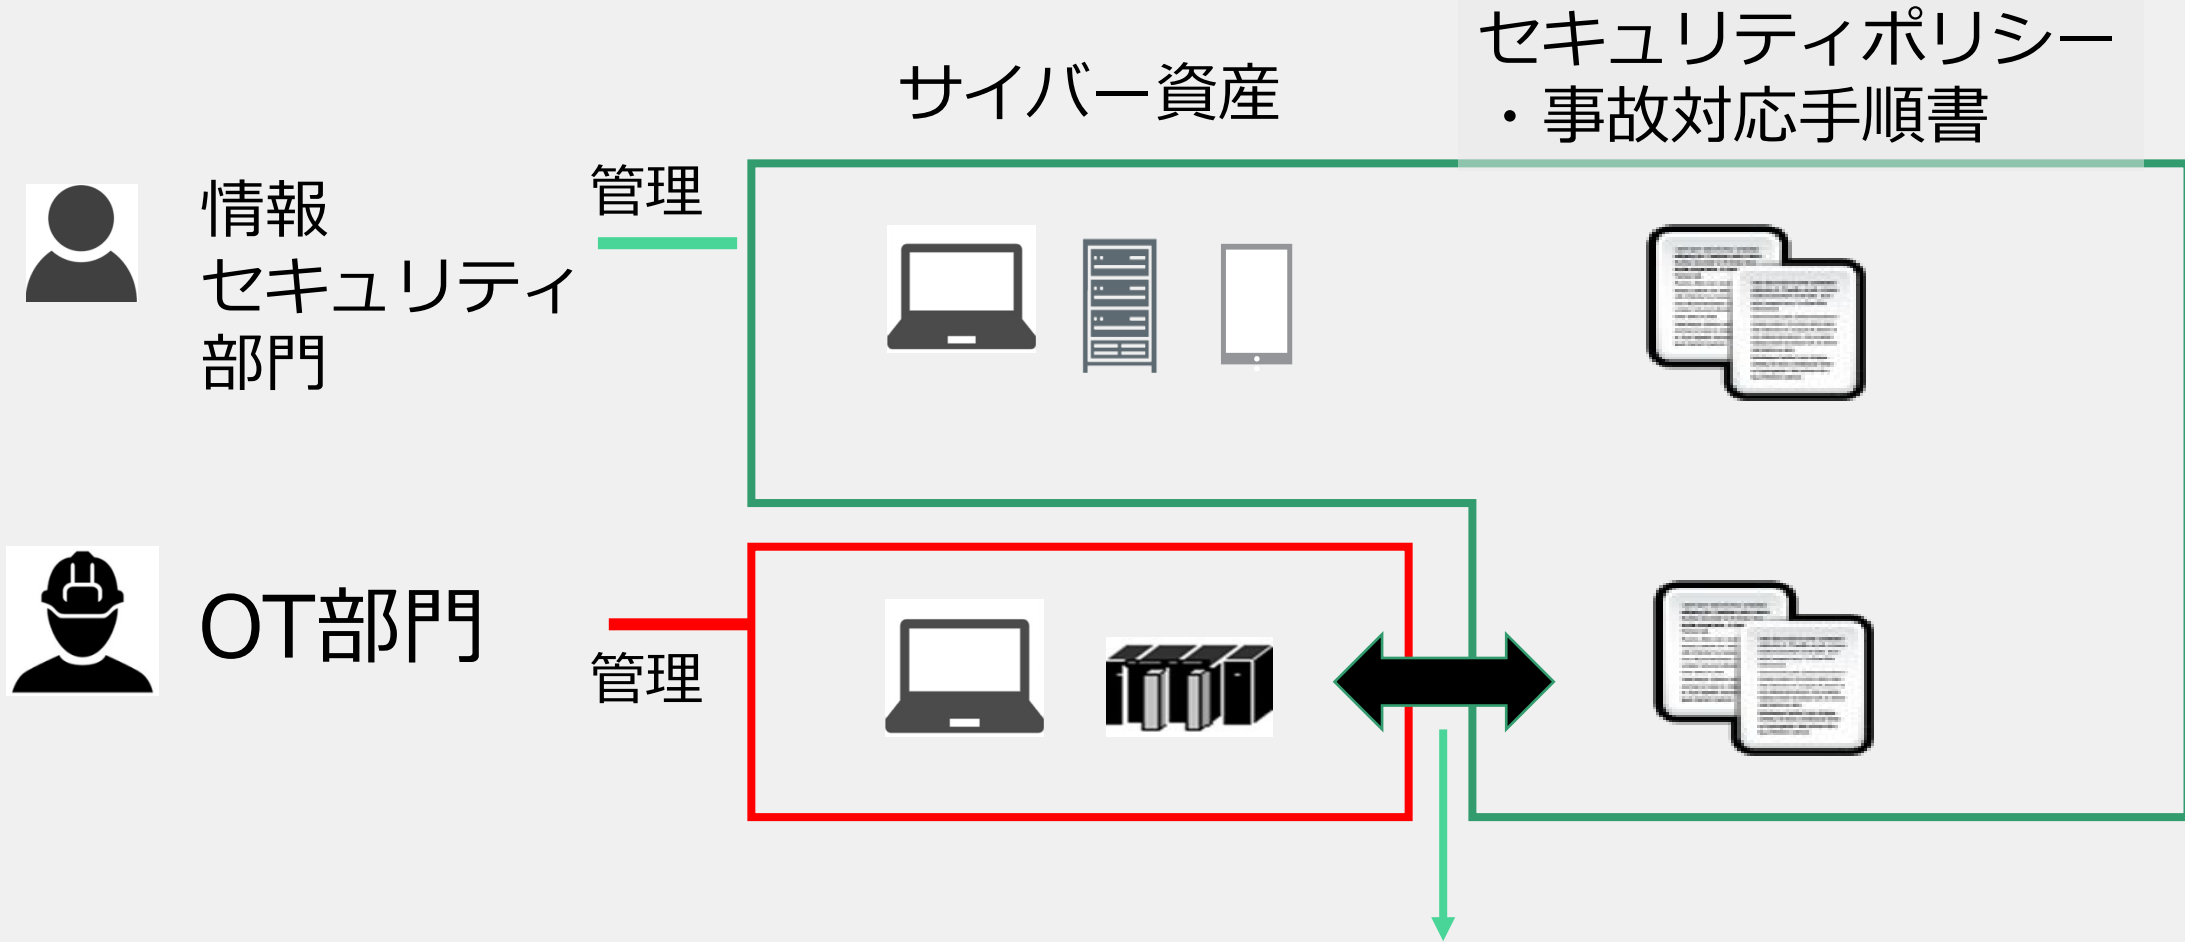 セキュリティポリシー
・事故対応手順書
サイバー資産
管理
情報
セキュリティ
部門
OT部門
管理